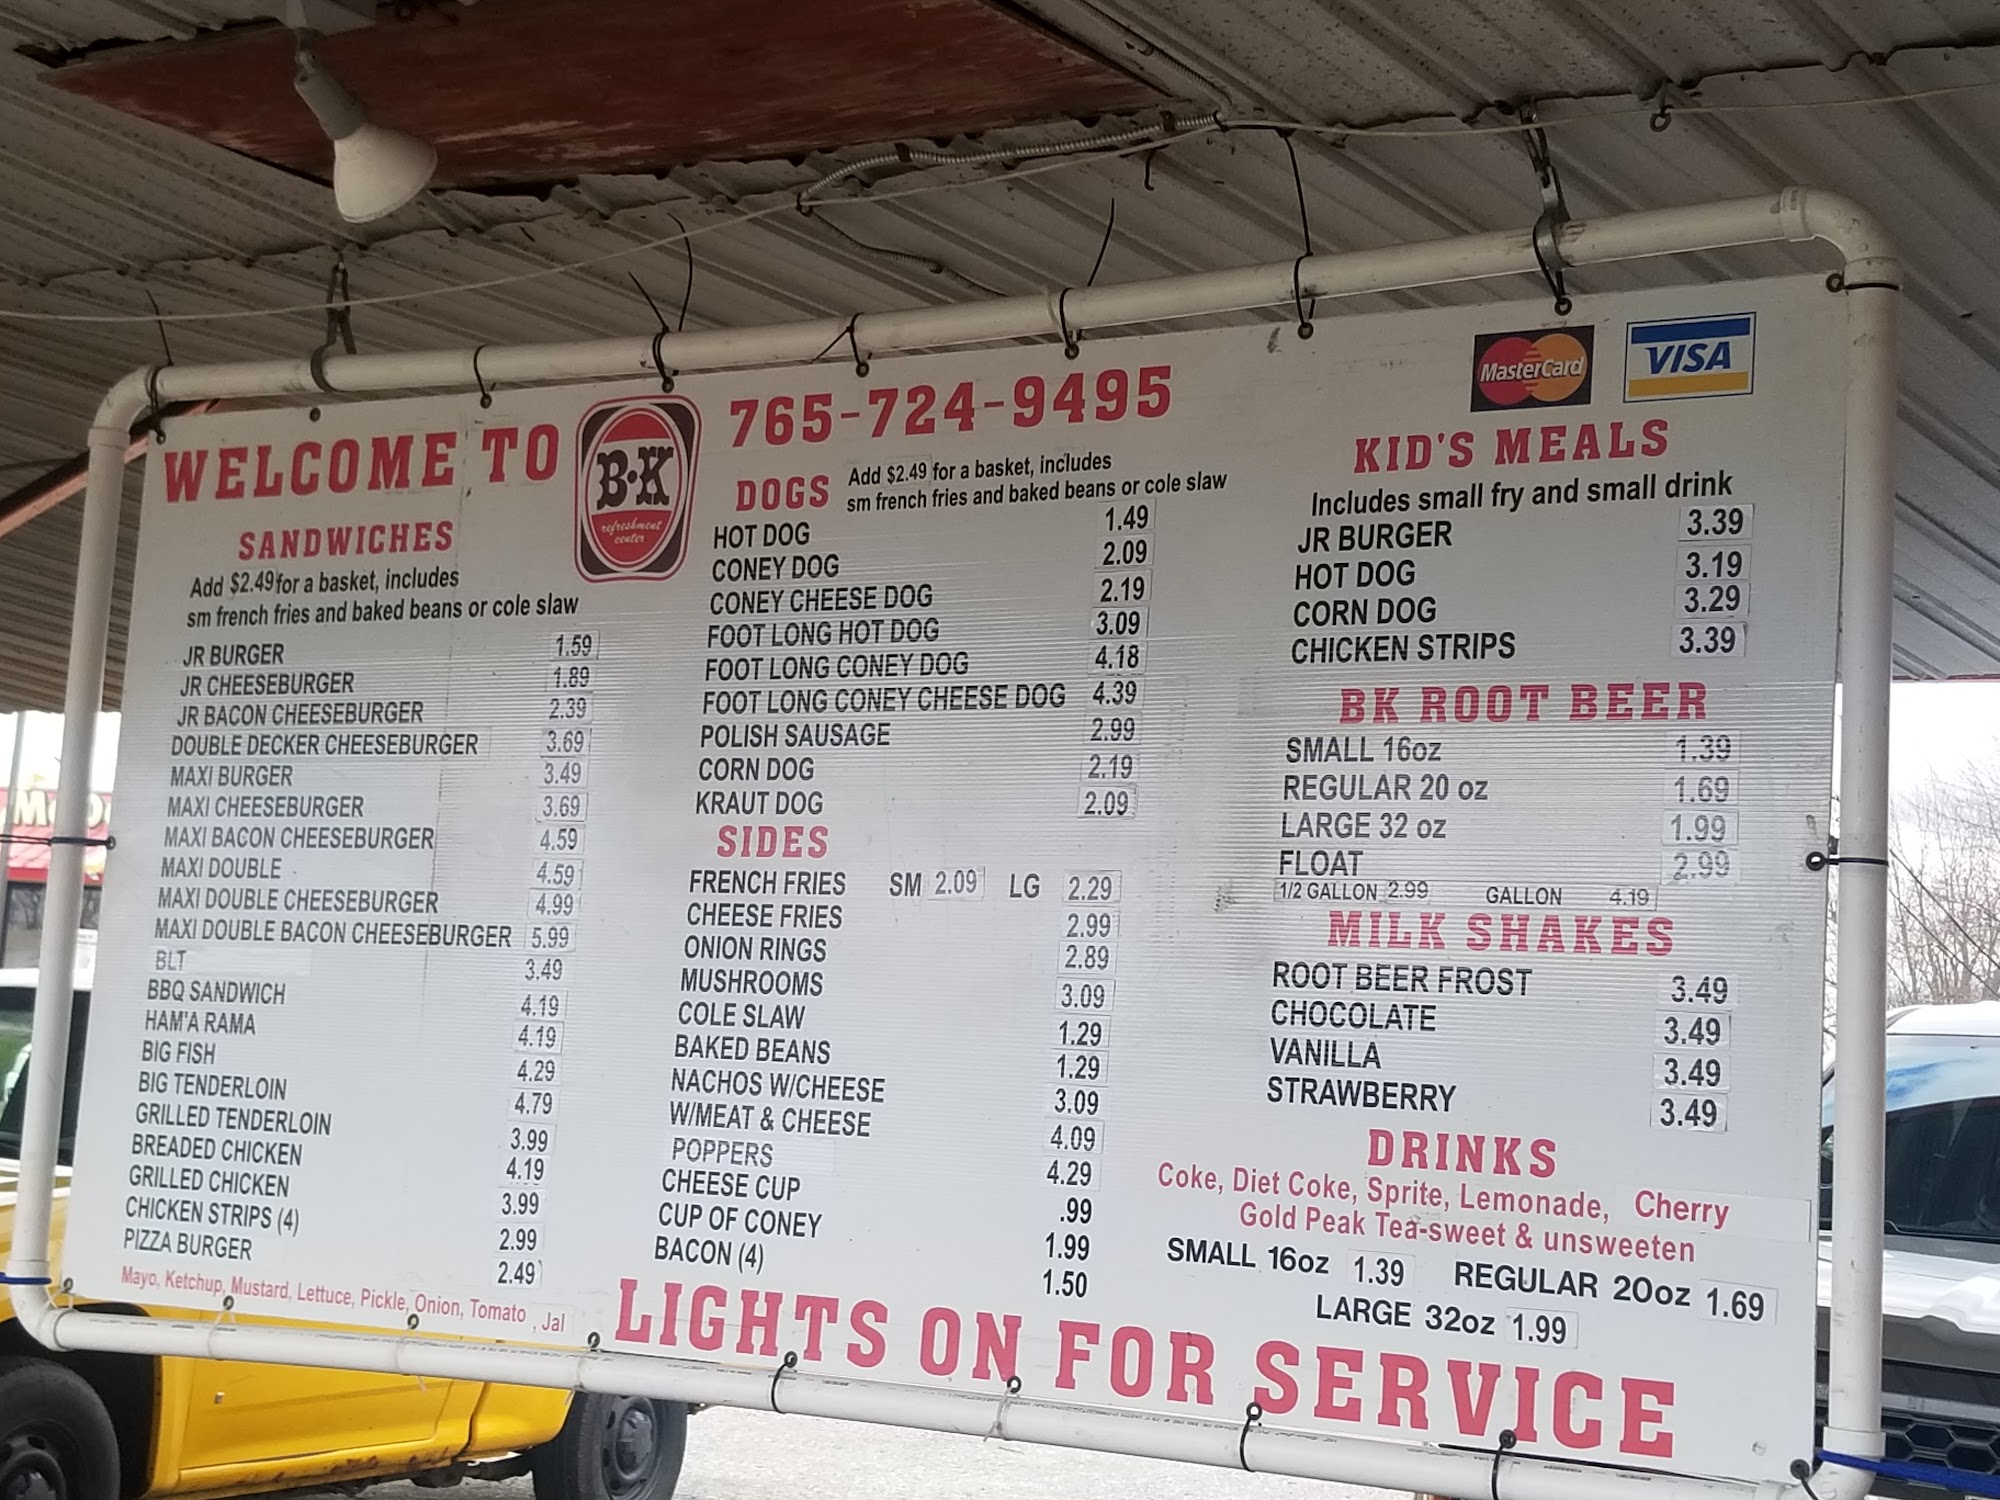 WELCOME TO
B·K
refreshment
center
765-724-9495
MasterCard
VISA
SANDWICHES
Add $2.49 for a basket, includes
sm french fries and baked beans or cole slaw
JR BURGER 1.59
JR CHEESEBURGER 1.89
JR BACON CHEESEBURGER 2.39
DOUBLE DECKER CHEESEBURGER 3.69
MAXI BURGER 3.49
MAXI CHEESEBURGER 3.69
MAXI BACON CHEESEBURGER 4.59
MAXI DOUBLE 4.59
MAXI DOUBLE CHEESEBURGER 4.99
MAXI DOUBLE BACON CHEESEBURGER 5.99
BLT 3.49
BBQ SANDWICH 4.19
HAM'A RAMA 4.19
BIG FISH 4.29
BIG TENDERLOIN 4.79
GRILLED TENDERLOIN 3.99
BREADED CHICKEN 4.19
GRILLED CHICKEN 3.99
CHICKEN STRIPS (4) 2.99
PIZZA BURGER 2.49
Mayo, Ketchup, Mustard, Lettuce, Pickle, Onion, Tomato , Jal
DOGS
Add $2.49 for a basket, includes
sm french fries and baked beans or cole slaw
HOT DOG 1.49
CONEY DOG 2.09
CONEY CHEESE DOG 2.19
FOOT LONG HOT DOG 3.09
FOOT LONG CONEY DOG 4.18
FOOT LONG CONEY CHEESE DOG 4.39
POLISH SAUSAGE 2.99
CORN DOG 2.19
KRAUT DOG 2.09
SIDES
FRENCH FRIES SM 2.09 LG 2.29
CHEESE FRIES 2.99
ONION RINGS 2.89
MUSHROOMS 3.09
COLE SLAW 1.29
BAKED BEANS 1.29
NACHOS W/CHEESE 3.09
W/MEAT & CHEESE 4.09
POPPERS 4.29
CHEESE CUP .99
CUP OF CONEY 1.99
BACON (4) 1.50
KID'S MEALS
Includes small fry and small drink
JR BURGER 3.39
HOT DOG 3.19
CORN DOG 3.29
CHICKEN STRIPS 3.39
BK ROOT BEER
SMALL 16oz 1.39
REGULAR 20 oz 1.69
LARGE 32 oz 1.99
FLOAT 2.99
1/2 GALLON 2.99 GALLON 4.19
MILK SHAKES
ROOT BEER FROST 3.49
CHOCOLATE 3.49
VANILLA 3.49
STRAWBERRY 3.49
DRINKS
Coke, Diet Coke, Sprite, Lemonade, Cherry
Gold Peak Tea-sweet & unsweeten
SMALL 16oz 1.39 REGULAR 20oz 1.69
LARGE 32oz 1.99
LIGHTS ON FOR SERVICE